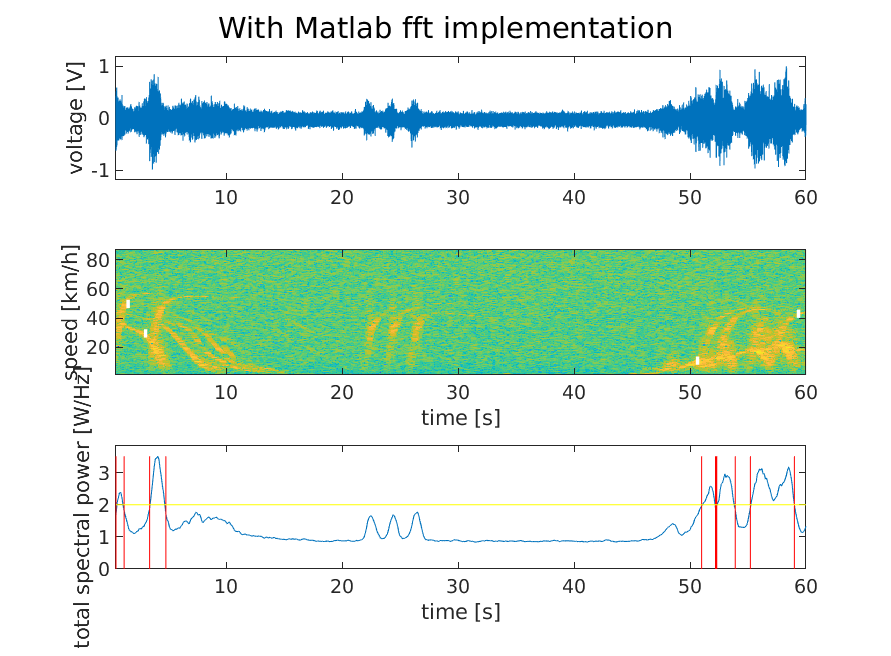 With Matlab fft implementation
voltage [V]
1
0
-1
10 20 30 40 50 60
speed [km/h]
80
60
40
20
10 20 30 40 50 60
time [s]
total spectral power [W/Hz]
3
2
1
0
10 20 30 40 50 60
time [s]